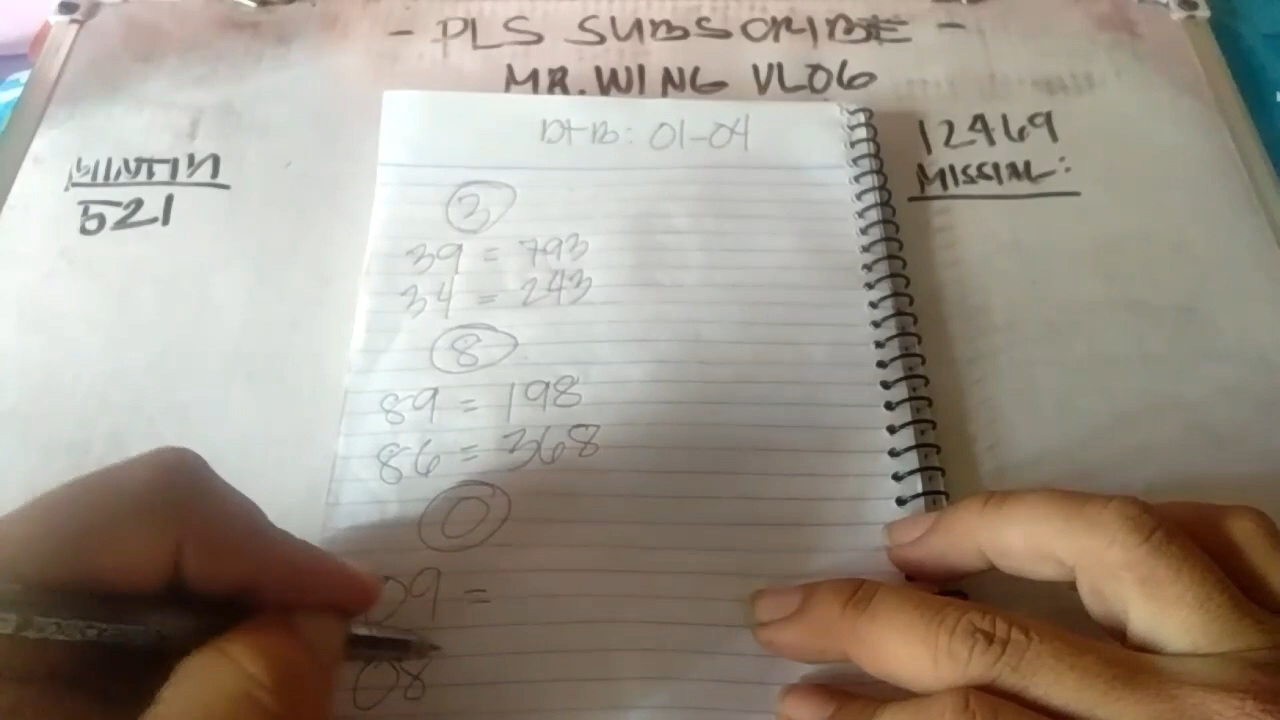 - PLS SUBSCRIBE -
MR. WING VLOG
521
12469
MISSING:
01-04
3
39 = 793
34 = 243
8
89 = 198
86 = 368
0
09 =
08